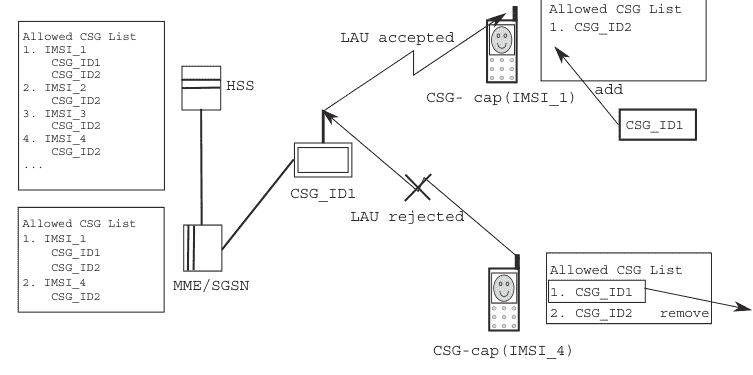 Allowed CSG List
1. IMSI_1
CSG_ID1
CSG_ID2
2. IMSI_2
CSG_ID2
3. IMSI_3
CSG_ID2
4. IMSI_4
CSG_ID2
...
HSS
Allowed CSG List
1. IMSI_1
CSG_ID1
CSG_ID2
2. IMSI_4
CSG_ID2
MME/SGSN
CSG_ID1
LAU accepted
CSG- cap(IMSI_1)
Allowed CSG List
1. CSG_ID2
add
CSG_ID1
LAU rejected
CSG-cap(IMSI_4)
Allowed CSG List
1. CSG_ID1
2. CSG_ID2 remove